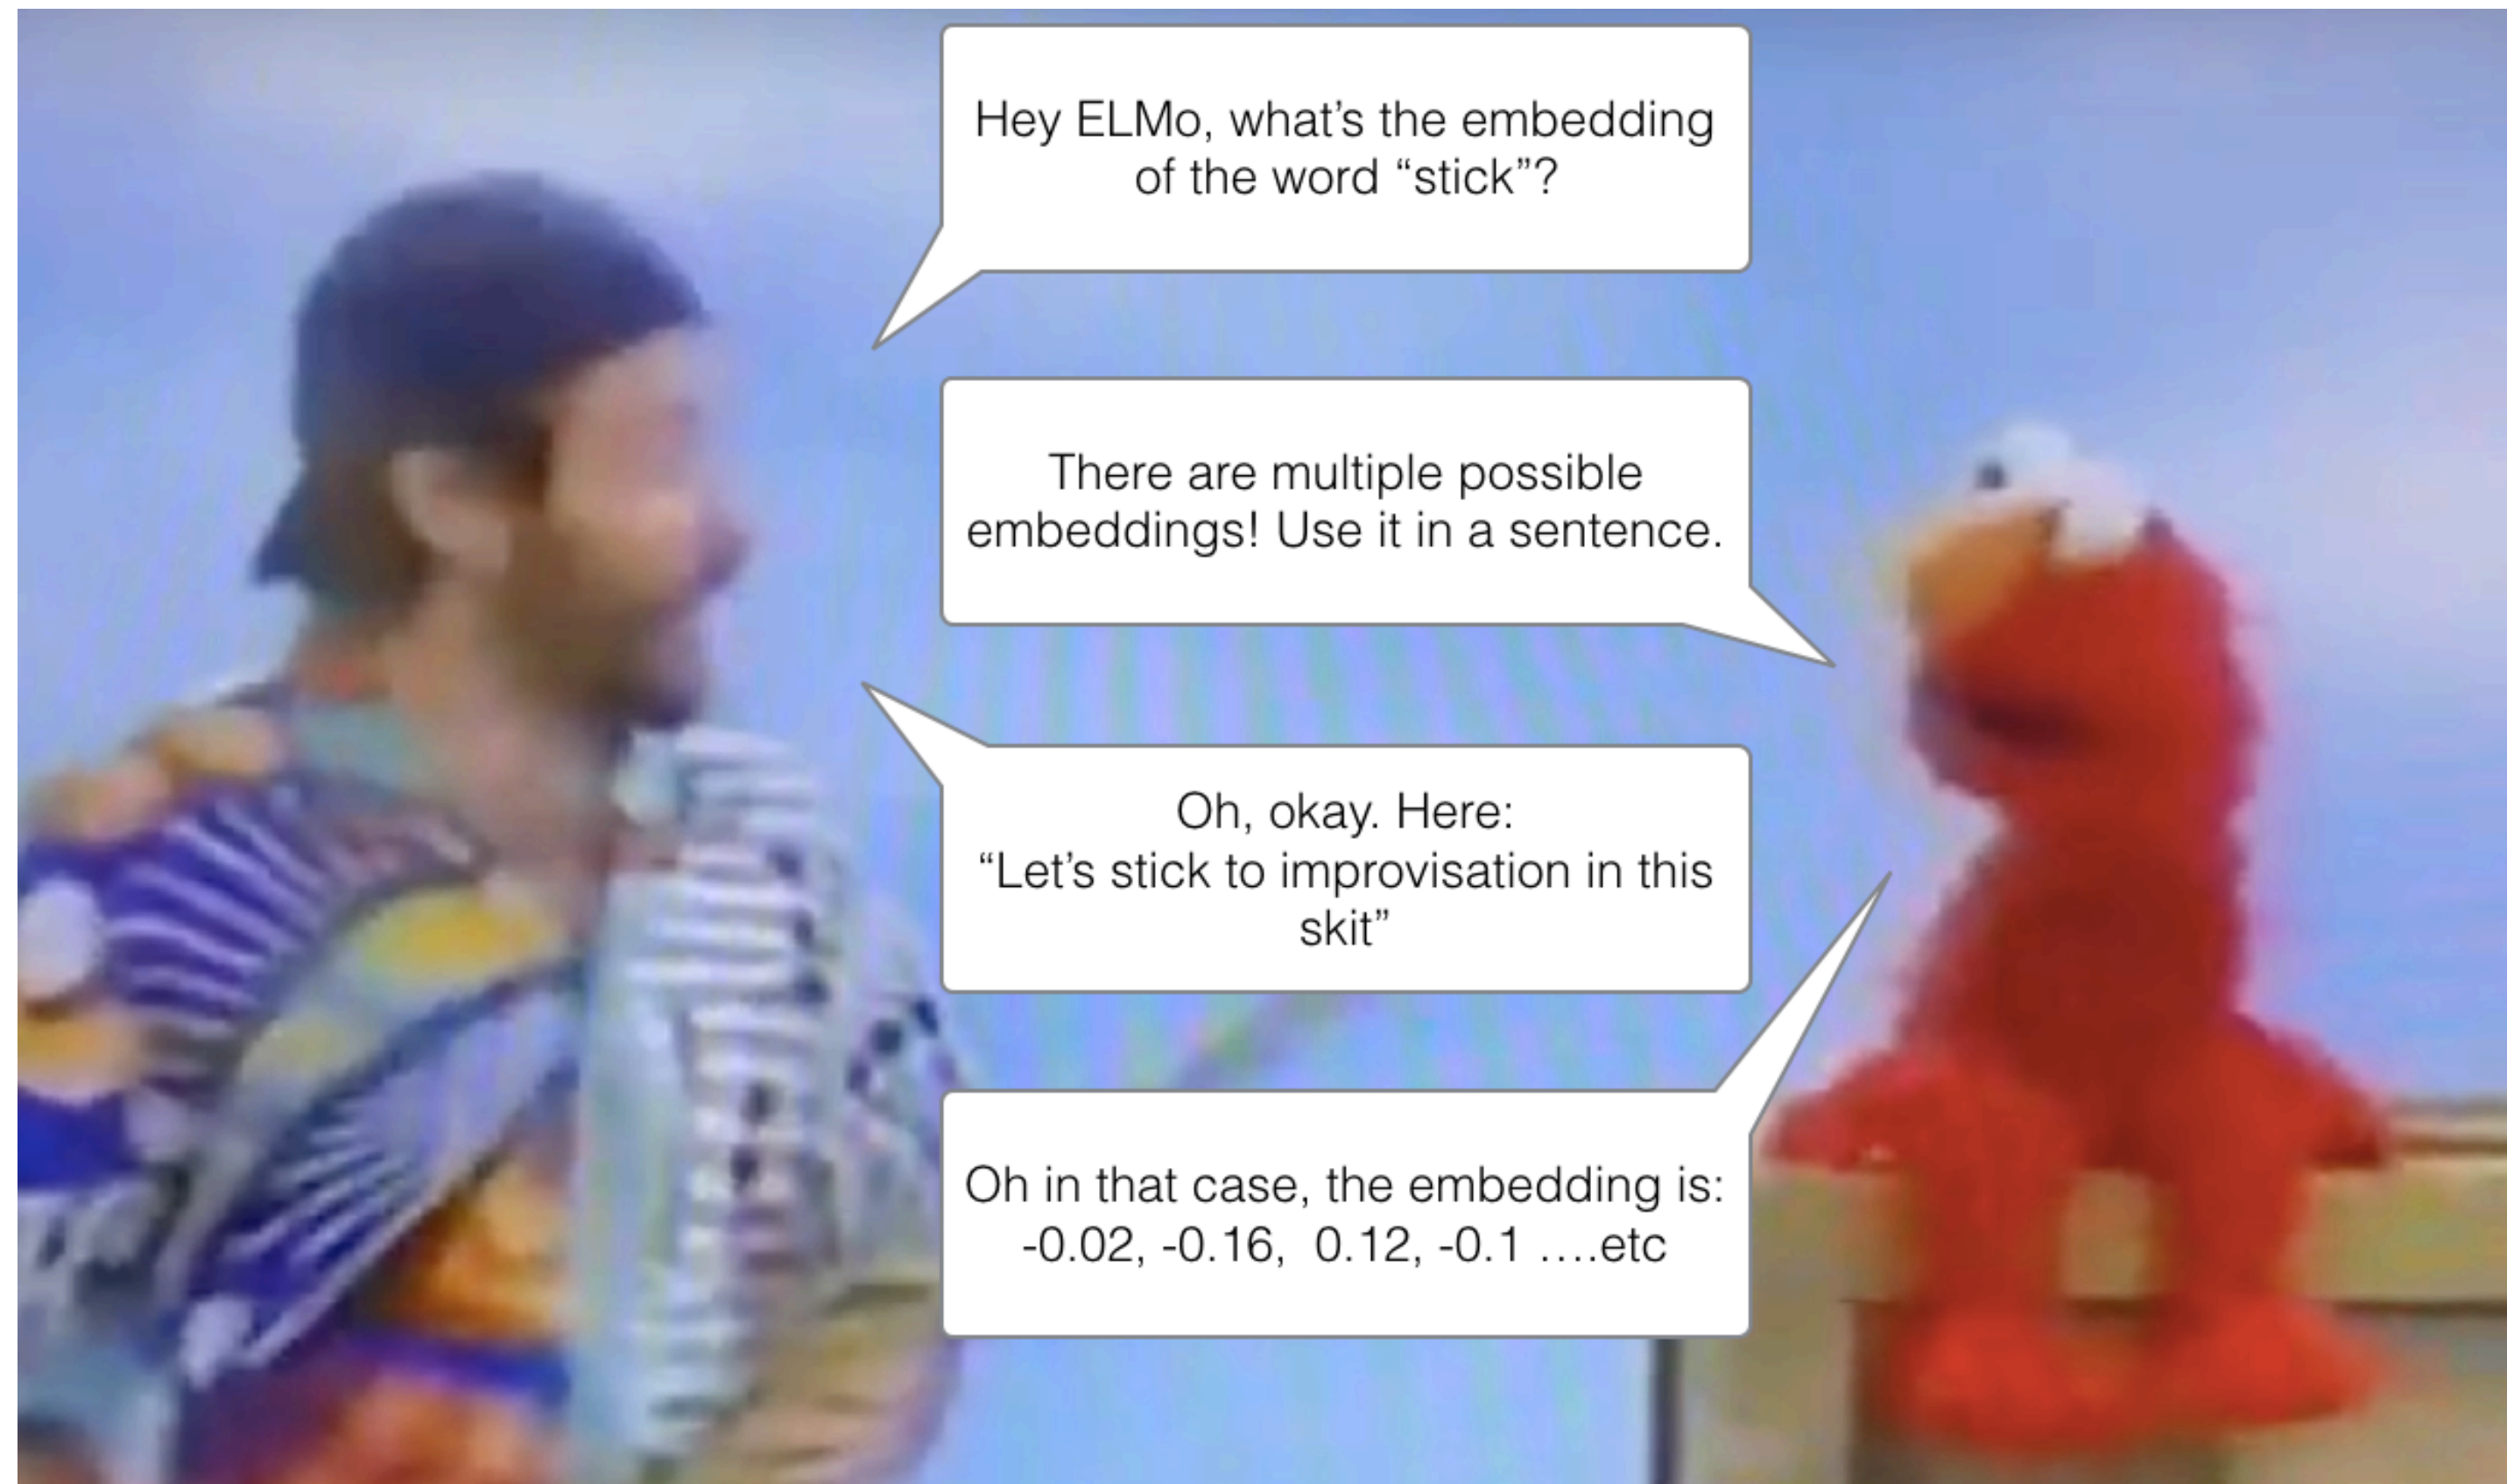 Hey ELMo, what’s the embedding
of the word “stick”?
There are multiple possible
embeddings! Use it in a sentence.
Oh, okay. Here:
“Let’s stick to improvisation in this
skit”
Oh in that case, the embedding is:
-0.02, -0.16,  0.12, -0.1 ….etc